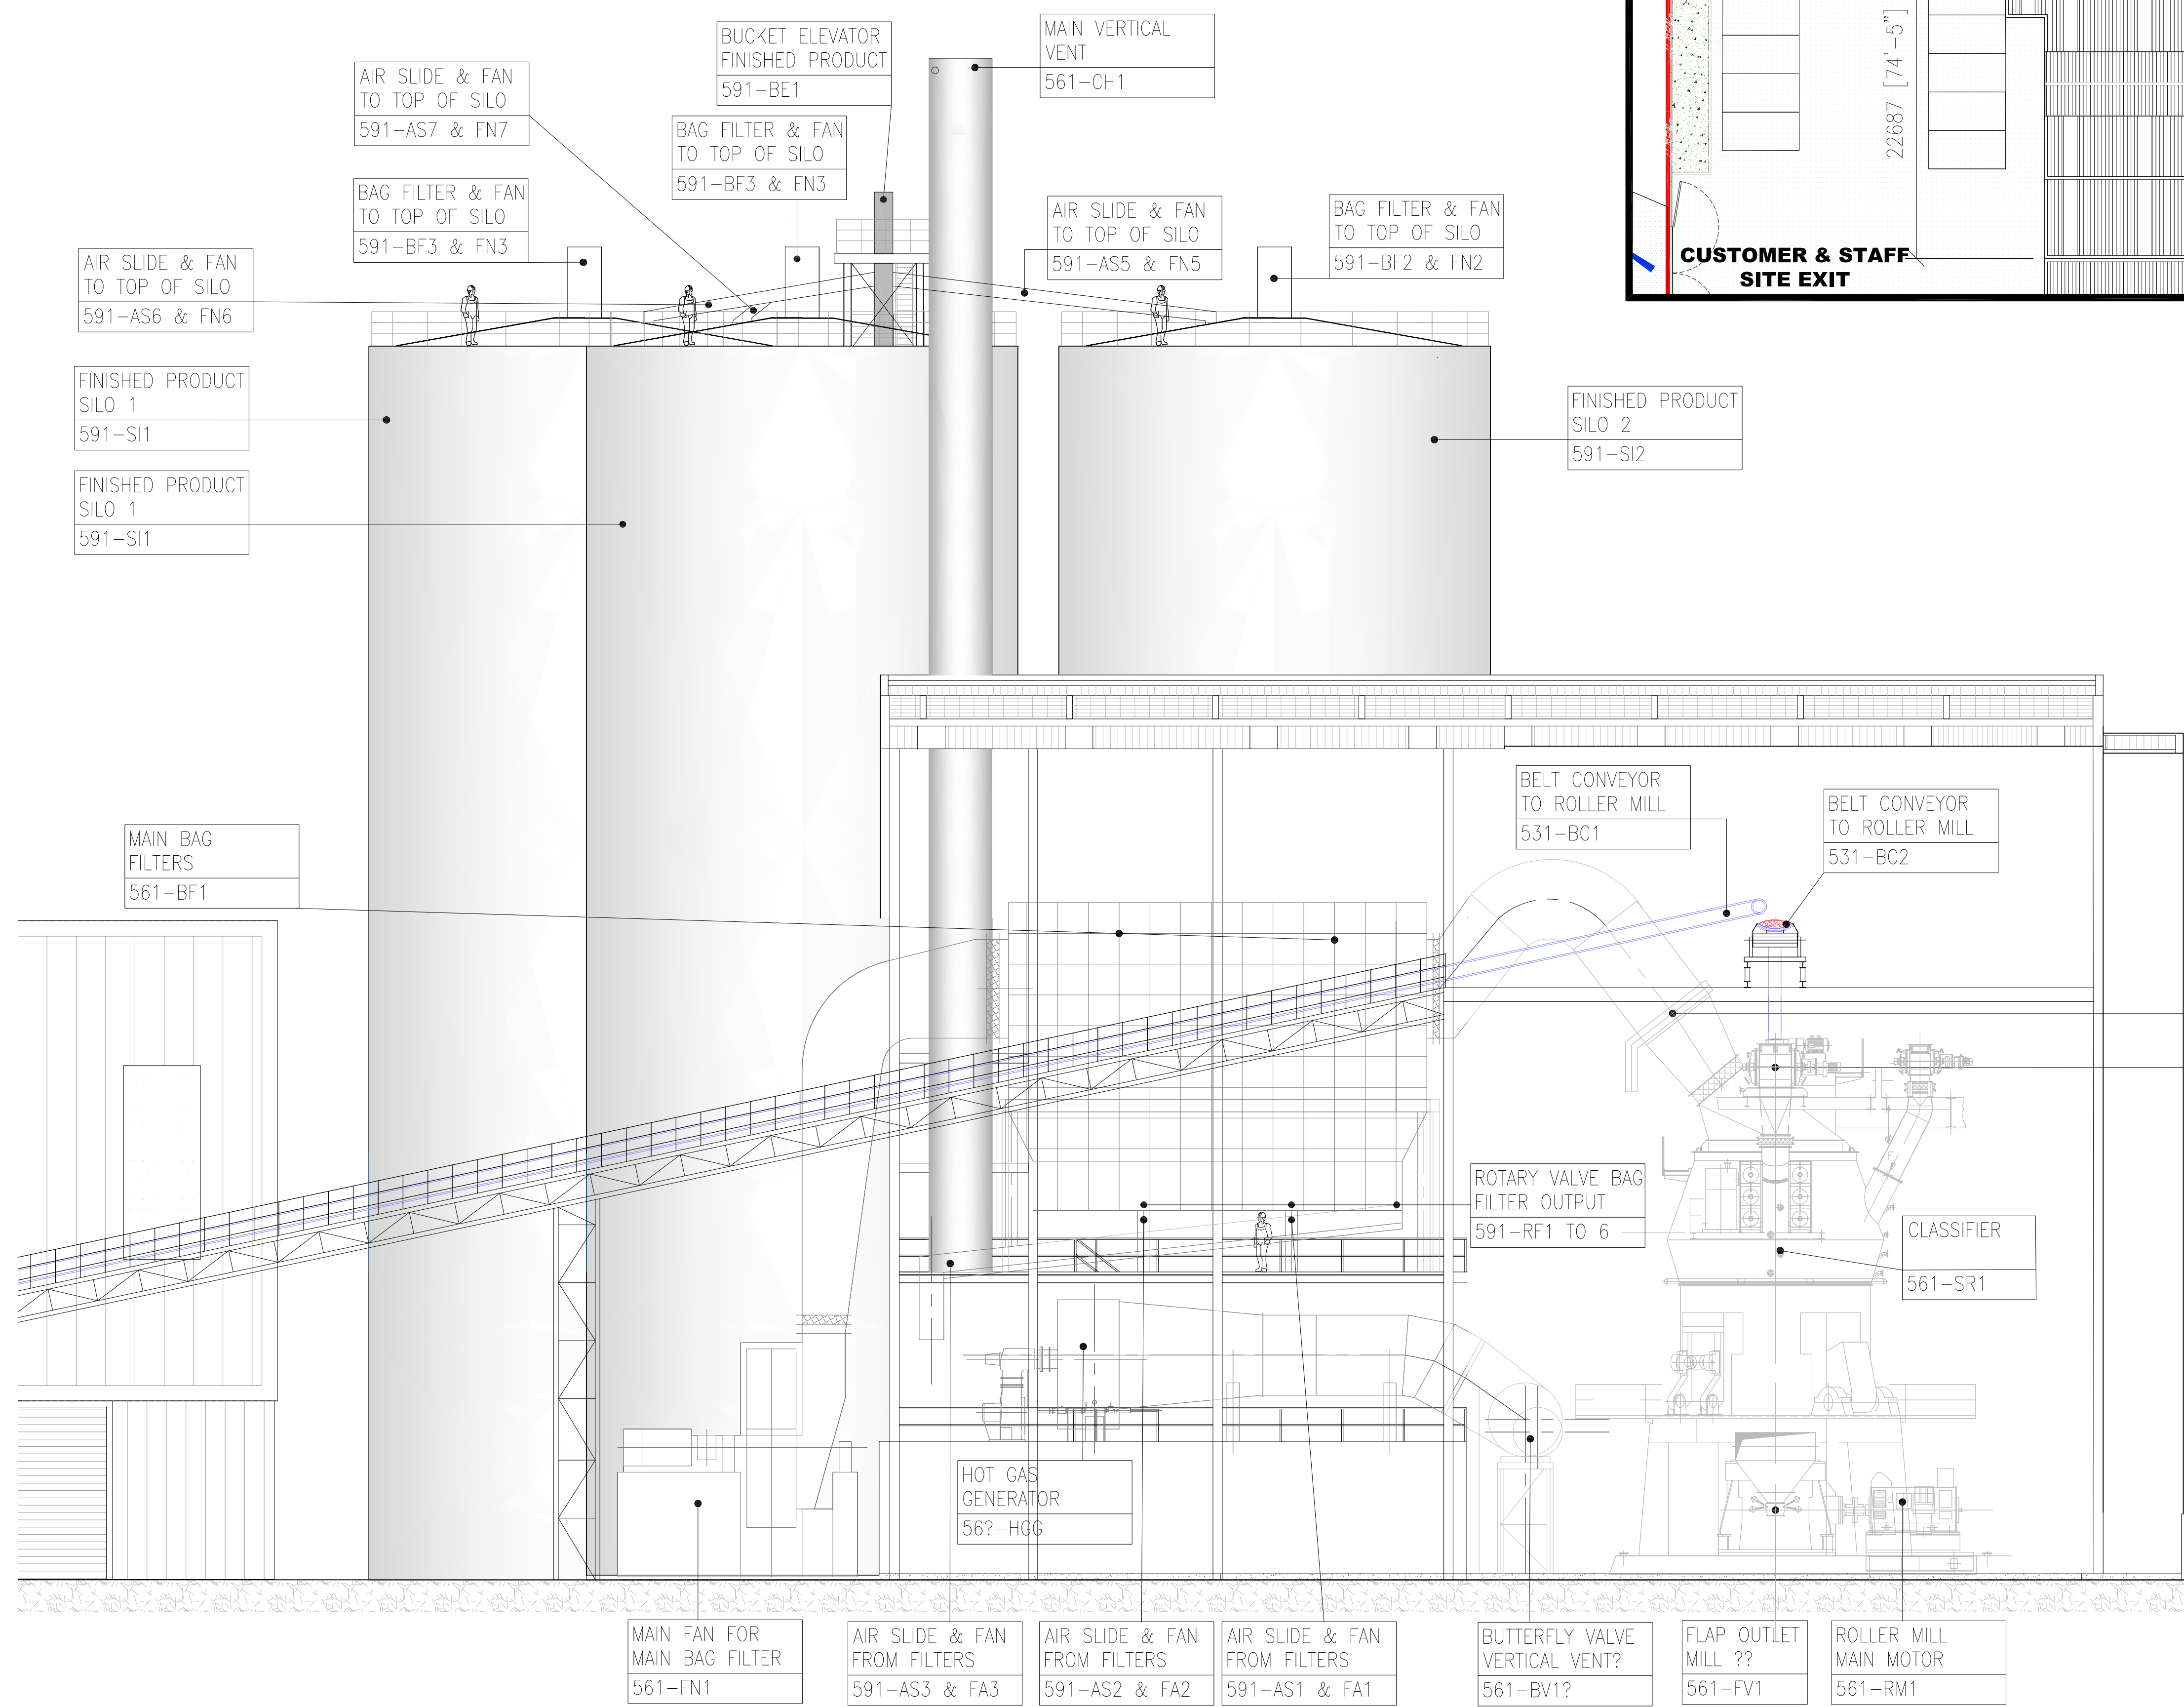 BUCKET ELEVATOR
FINISHED PRODUCT
591-BE1
MAIN VERTICAL
VENT
561-CH1
22687 [74'-5"]
AIR SLIDE & FAN
TO TOP OF SILO
591-AS7 & FN7
BAG FILTER & FAN
TO TOP OF SILO
591-BF3 & FN3
BAG FILTER & FAN
TO TOP OF SILO
591-BF3 & FN3
AIR SLIDE & FAN
TO TOP OF SILO
591-AS5 & FN5
BAG FILTER & FAN
TO TOP OF SILO
591-BF2 & FN2
CUSTOMER & STAFF
SITE EXIT
AIR SLIDE & FAN
TO TOP OF SILO
591-AS6 & FN6
FINISHED PRODUCT
SILO 1
591-SI1
FINISHED PRODUCT
SILO 2
591-SI2
FINISHED PRODUCT
SILO 1
591-SI1
BELT CONVEYOR
TO ROLLER MILL
531-BC1
BELT CONVEYOR
TO ROLLER MILL
531-BC2
MAIN BAG
FILTERS
561-BF1
ROTARY VALVE BAG
FILTER OUTPUT
591-RF1 TO 6
CLASSIFIER
561-SR1
HOT GAS
GENERATOR
56?-HGG
MAIN FAN FOR
MAIN BAG FILTER
561-FN1
AIR SLIDE & FAN
FROM FILTERS
591-AS3 & FA3
AIR SLIDE & FAN
FROM FILTERS
591-AS2 & FA2
AIR SLIDE & FAN
FROM FILTERS
591-AS1 & FA1
BUTTERFLY VALVE
VERTICAL VENT?
561-BV1?
FLAP OUTLET
MILL ??
561-FV1
ROLLER MILL
MAIN MOTOR
561-RM1